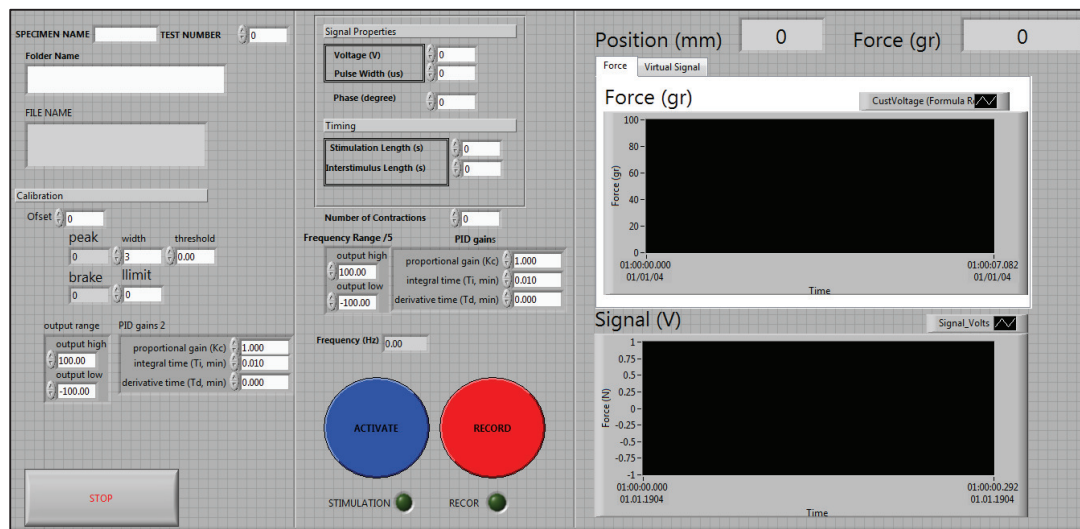 SPECIMEN NAME
TEST NUMBER
0
Folder Name
FILE NAME
Calibration
Ofset
0
peak
width
threshold
0
3
0.00
brake
llimit
0
0
output range
PID gains 2
output high
100.00
output low
-100.00
proportional gain (Kc)
1.000
integral time (Ti, min)
0.010
derivative time (Td, min)
0.000
STOP
Signal Properties
Voltage (V)
0
Pulse Width (us)
0
Phase (degree)
0
Timing
Stimulation Length (s)
0
Interstimulus Length (s)
0
Number of Contractions
0
Frequency Range /5
PID gains
output high
100.00
output low
-100.00
proportional gain (Kc)
1.000
integral time (Ti, min)
0.010
derivative time (Td, min)
0.000
Frequency (Hz)
0.00
ACTIVATE
RECORD
STIMULATION
RECOR
Position (mm)
0
Force (gr)
0
Force
Virtual Signal
Force (gr)
CustVoltage (Formula R
Force (gr)
100
80
60
40
20
0
01:00:00.000
01/01/04
01:00:07.082
01/01/04
Time
Signal (V)
Signal_Volts
Force (N)
1
0.75
0.5
0.25
0
-0.25
-0.5
-0.75
-1
01:00:00.000
01.01.1904
01:00:00.292
01.01.1904
Time